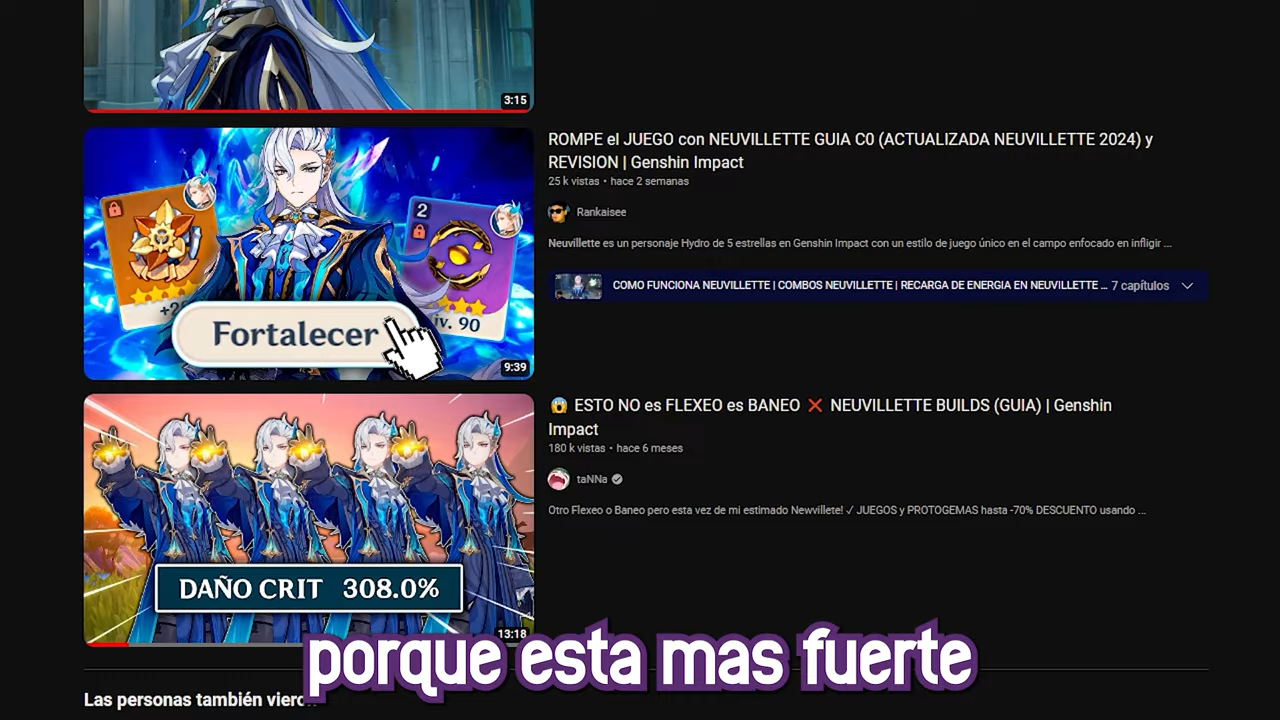 3:15
ROMPE el JUEGO con NEUVILLETTE GUIA C0 (ACTUALIZADA NEUVILLETTE 2024) y
REVISION | Genshin Impact
25 k vistas • hace 2 semanas
Rankaisee
Neuvillette es un personaje Hydro de 5 estrellas en Genshin Impact con un estilo de juego único en el campo enfocado en infligir ...
COMO FUNCIONA NEUVILLETTE | COMBOS NEUVILLETTE | RECARGA DE ENERGIA EN NEUVILLETTE ... 7 capítulos
2
+20
iv. 90
Fortalecer
9:39
😱 ESTO NO es FLEXEO es BANEO ❌ NEUVILLETTE BUILDS (GUIA) | Genshin
Impact
180 k vistas • hace 6 meses
taNNa
Otro Flexeo o Baneo pero esta vez de mi estimado Newvillete! ✓ JUEGOS y PROTOGEMAS hasta -70% DESCUENTO usando ...
DAÑO CRIT 308.0%
13:18
porque esta mas fuerte
Las personas también vieron